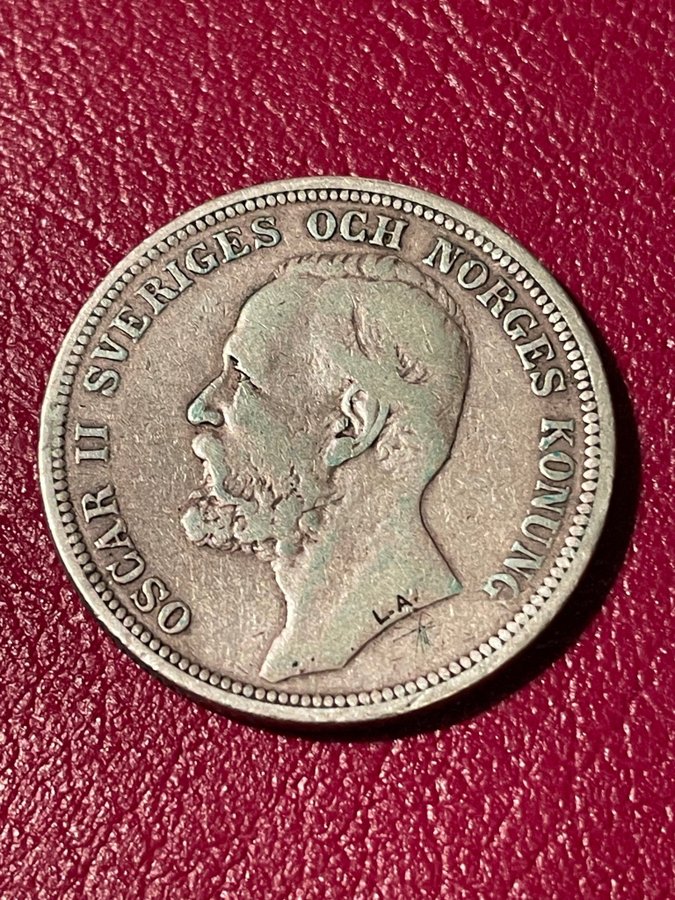 OSCAR II SVERIGES OCH NORGES KONUNG
L.A.